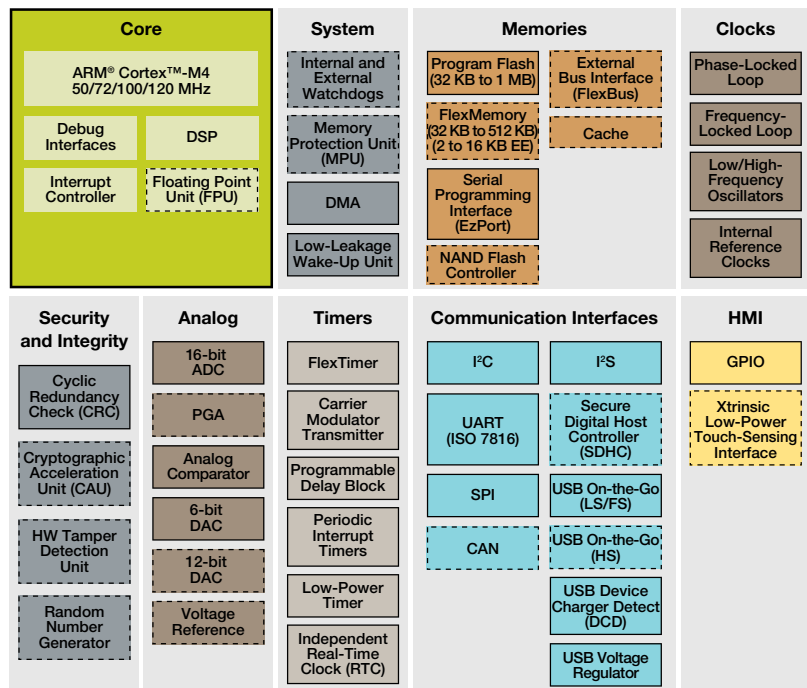 Core
ARM® Cortex™-M4
50/72/100/120 MHz
Debug
Interfaces
DSP
Interrupt
Controller
Floating Point
Unit (FPU)
System
Internal and
External
Watchdogs
Memory
Protection Unit
(MPU)
DMA
Low-Leakage
Wake-Up Unit
Memories
Program Flash
(32 KB to 1 MB)
FlexMemory
(32 KB to 512 KB)
(2 to 16 KB EE)
Serial
Programming
Interface
(EzPort)
NAND Flash
Controller
External
Bus Interface
(FlexBus)
Cache
Clocks
Phase-Locked
Loop
Frequency-
Locked Loop
Low/High-
Frequency
Oscillators
Internal
Reference
Clocks
Security
and Integrity
Cyclic
Redundancy
Check (CRC)
Cryptographic
Acceleration
Unit (CAU)
HW Tamper
Detection
Unit
Random
Number
Generator
Analog
16-bit
ADC
PGA
Analog
Comparator
6-bit
DAC
12-bit
DAC
Voltage
Reference
Timers
FlexTimer
Carrier
Modulator
Transmitter
Programmable
Delay Block
Periodic
Interrupt
Timers
Low-Power
Timer
Independent
Real-Time
Clock (RTC)
Communication Interfaces
I²C
UART
(ISO 7816)
SPI
CAN
I²S
Secure
Digital Host
Controller
(SDHC)
USB On-the-Go
(LS/FS)
USB On-the-Go
(HS)
USB Device
Charger Detect
(DCD)
USB Voltage
Regulator
HMI
GPIO
Xtrinsic
Low-Power
Touch-Sensing
Interface